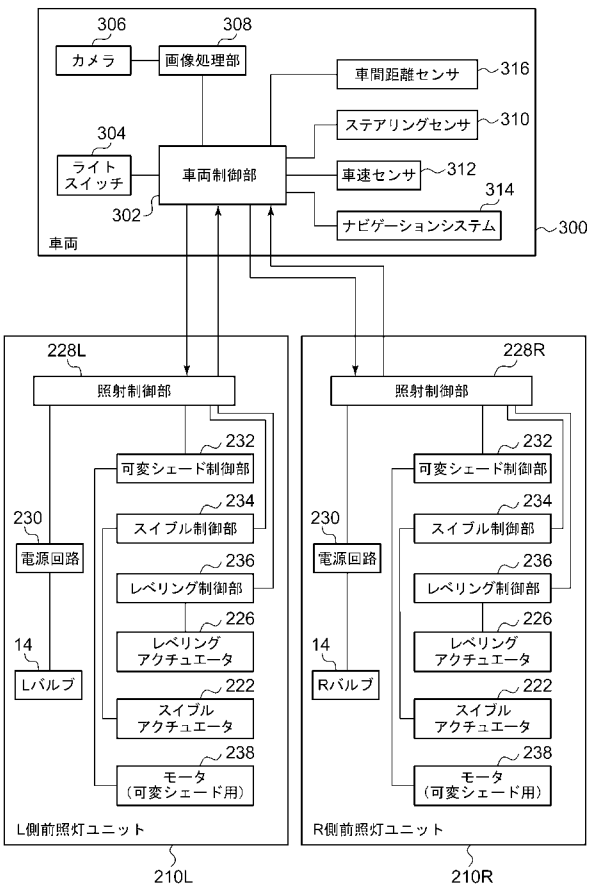 306
カメラ
308
画像処理部
車間距離センサ
316
ステアリングセンサ
310
304
ライト
スイッチ
車両制御部
302
車速センサ
312
314
ナビゲーションシステム
300
車両
228L
照射制御部
232
可変シェード制御部
234
スイブル制御部
230
電源回路
236
レベリング制御部
226
レベリング
アクチュエータ
14
Lバルブ
222
スイブル
アクチュエータ
238
モータ
(可変シェード用)
L側前照灯ユニット
210L
228R
照射制御部
232
可変シェード制御部
234
スイブル制御部
230
電源回路
236
レベリング制御部
226
レベリング
アクチュエータ
14
Rバルブ
222
スイブル
アクチュエータ
238
モータ
(可変シェード用)
R側前照灯ユニット
210R